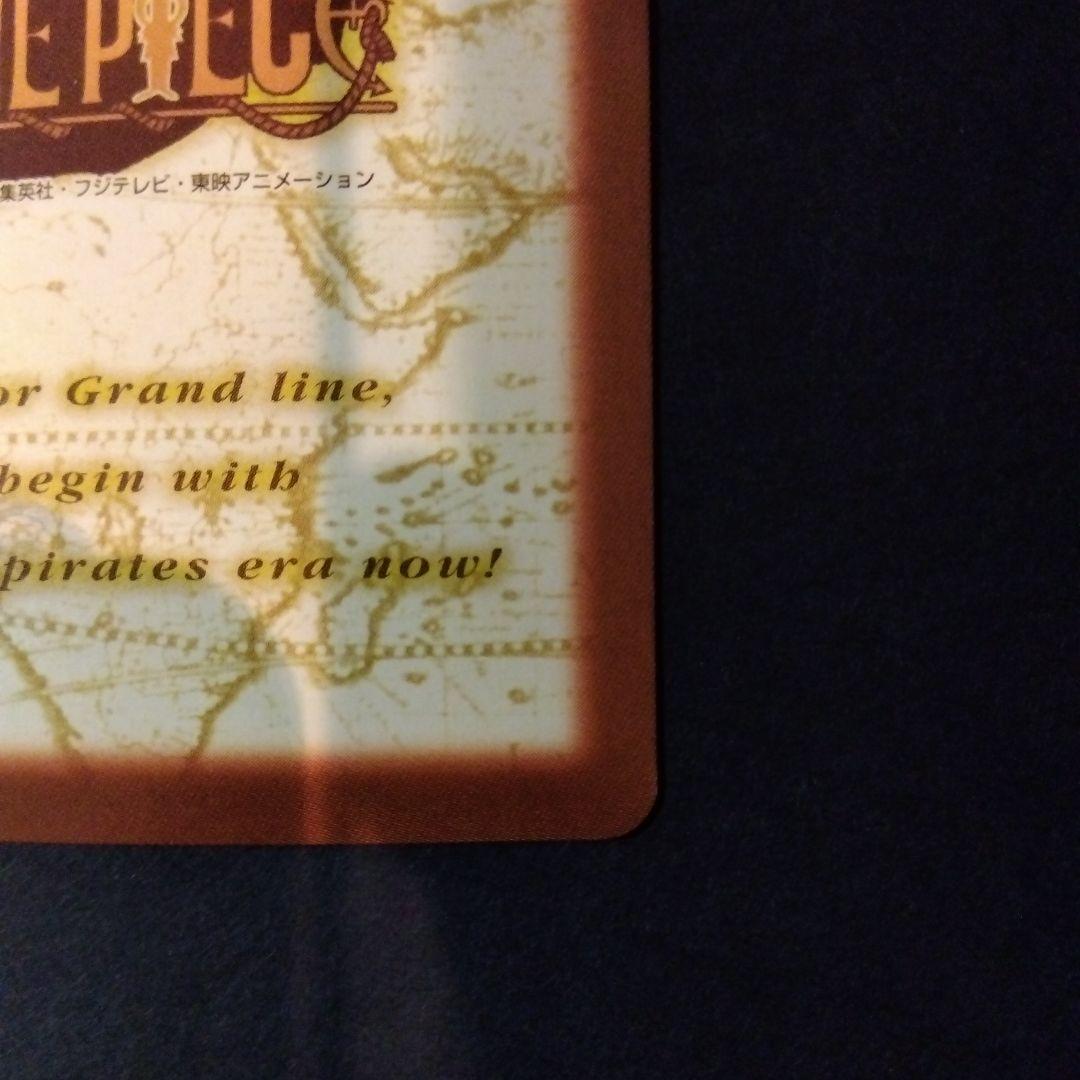 E PIECE
集英社・フジテレビ・東映アニメーション
or Grand line,
begin with
pirates era now!